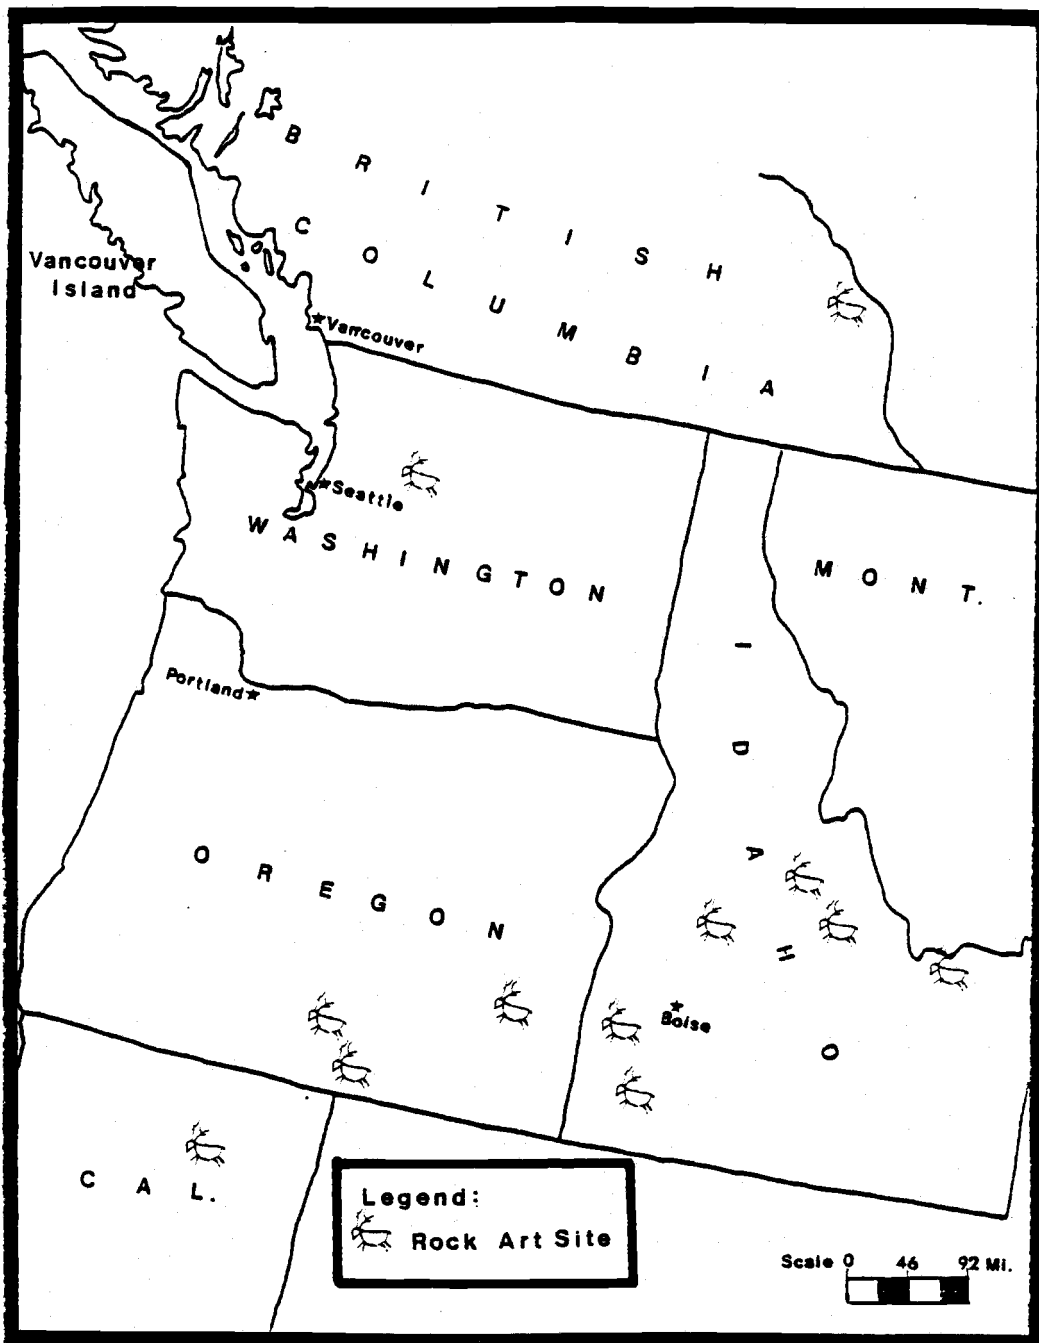 BRITISH
COLUMBIA
Vancouver
Island
Vancouver
Seattle
WASHINGTON
MONT.
IDAHO
Portland
OREGON
Boise
CAL.
Legend:
Rock Art Site
Scale 0 46 92 Mi.